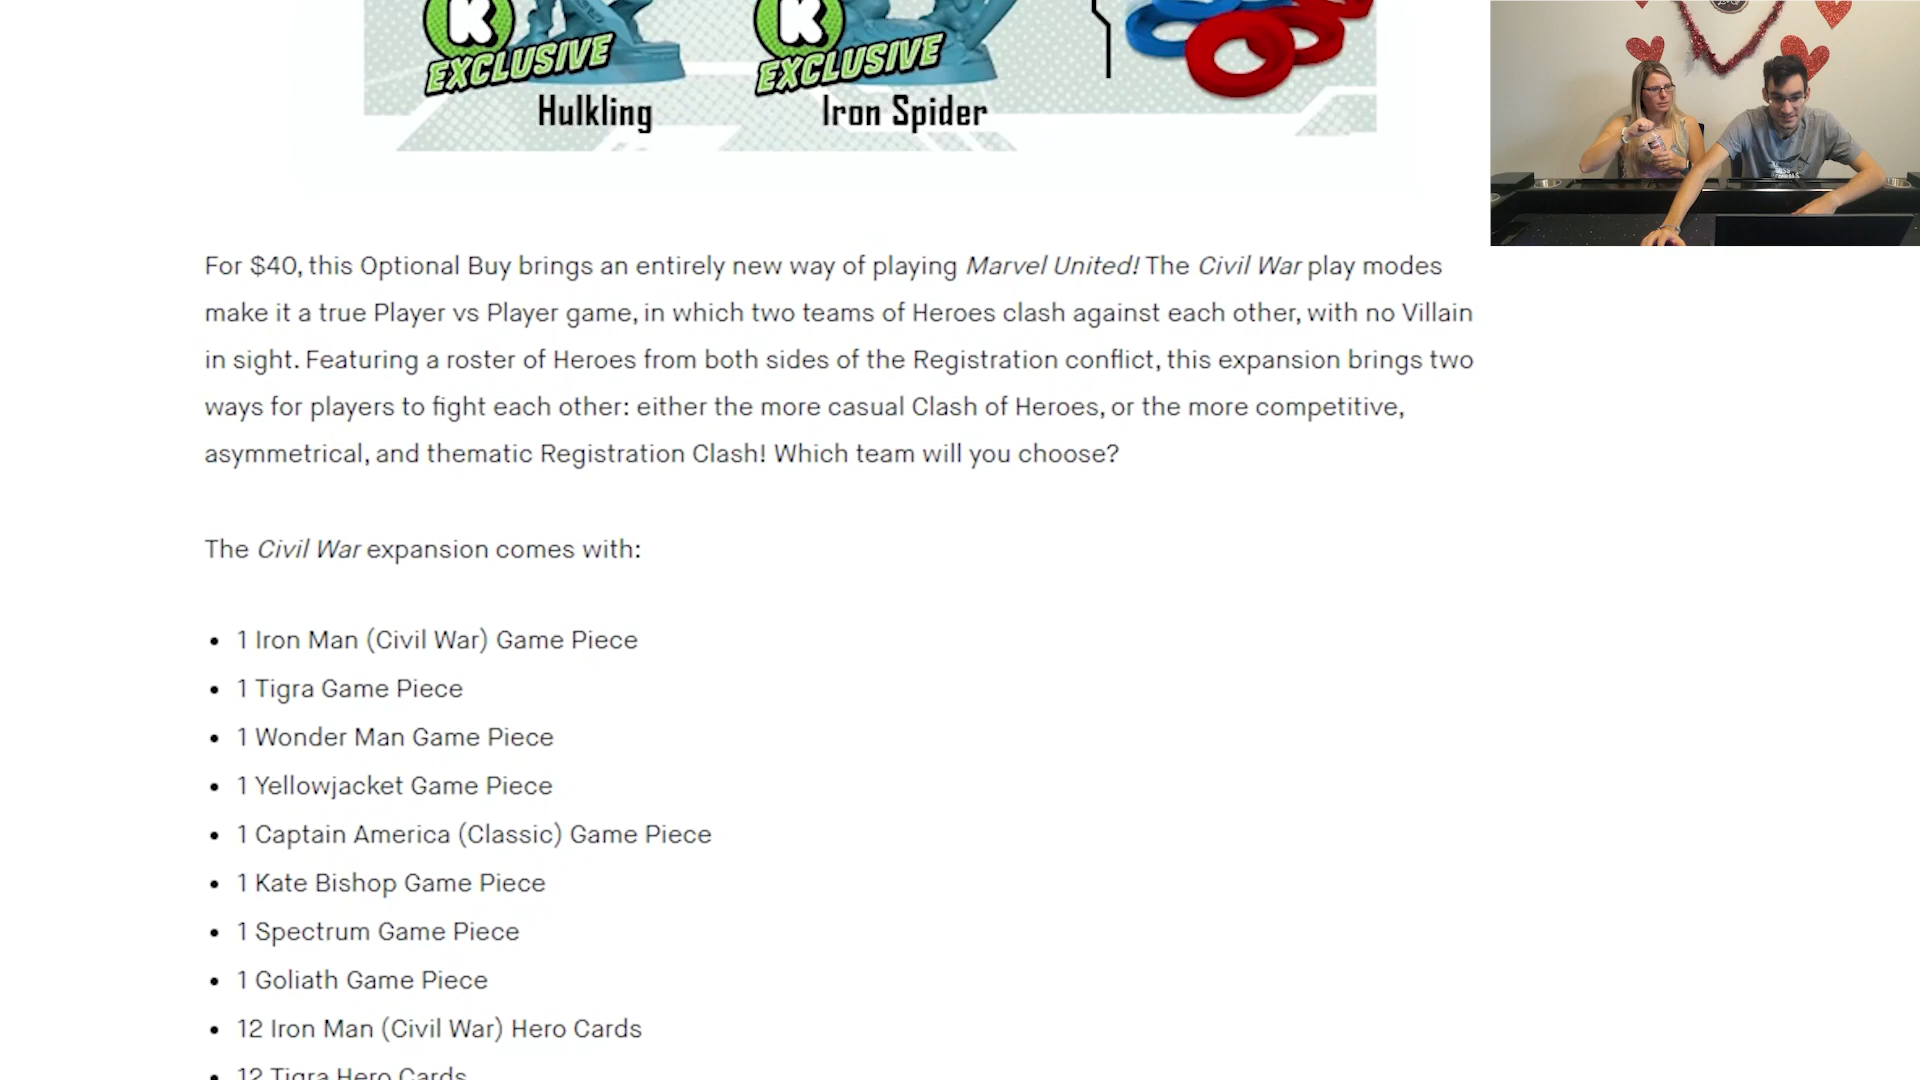 K
EXCLUSIVE
Hulkling
K
EXCLUSIVE
Iron Spider
For $40, this Optional Buy brings an entirely new way of playing Marvel United! The Civil War play modes
make it a true Player vs Player game, in which two teams of Heroes clash against each other, with no Villain
in sight. Featuring a roster of Heroes from both sides of the Registration conflict, this expansion brings two
ways for players to fight each other: either the more casual Clash of Heroes, or the more competitive,
asymmetrical, and thematic Registration Clash! Which team will you choose?
The Civil War expansion comes with:
• 1 Iron Man (Civil War) Game Piece
• 1 Tigra Game Piece
• 1 Wonder Man Game Piece
• 1 Yellowjacket Game Piece
• 1 Captain America (Classic) Game Piece
• 1 Kate Bishop Game Piece
• 1 Spectrum Game Piece
• 1 Goliath Game Piece
• 12 Iron Man (Civil War) Hero Cards
• 12 Tigra Hero Cards